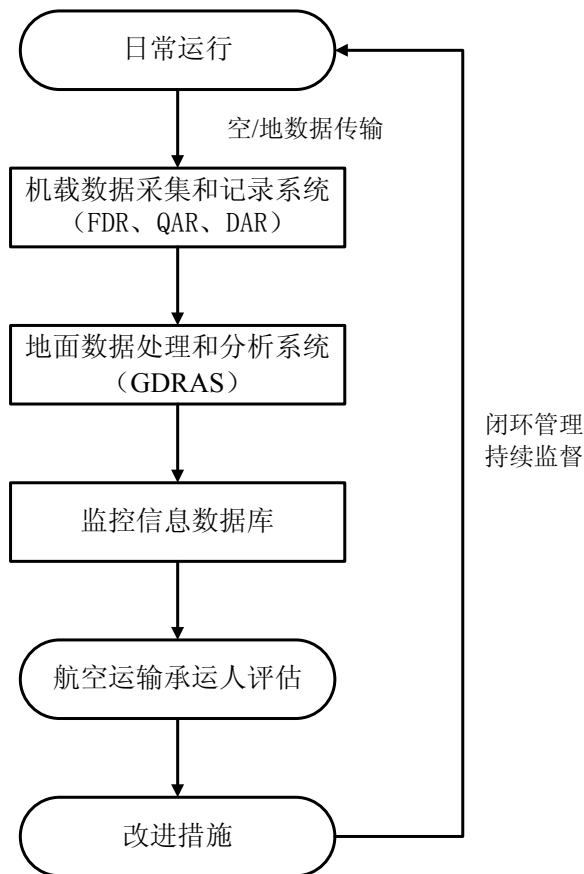 日常运行
空/地数据传输
机载数据采集和记录系统
（FDR、QAR、DAR）
地面数据处理和分析系统
（GDRAS）
闭环管理
持续监督
监控信息数据库
航空运输承运人评估
改进措施